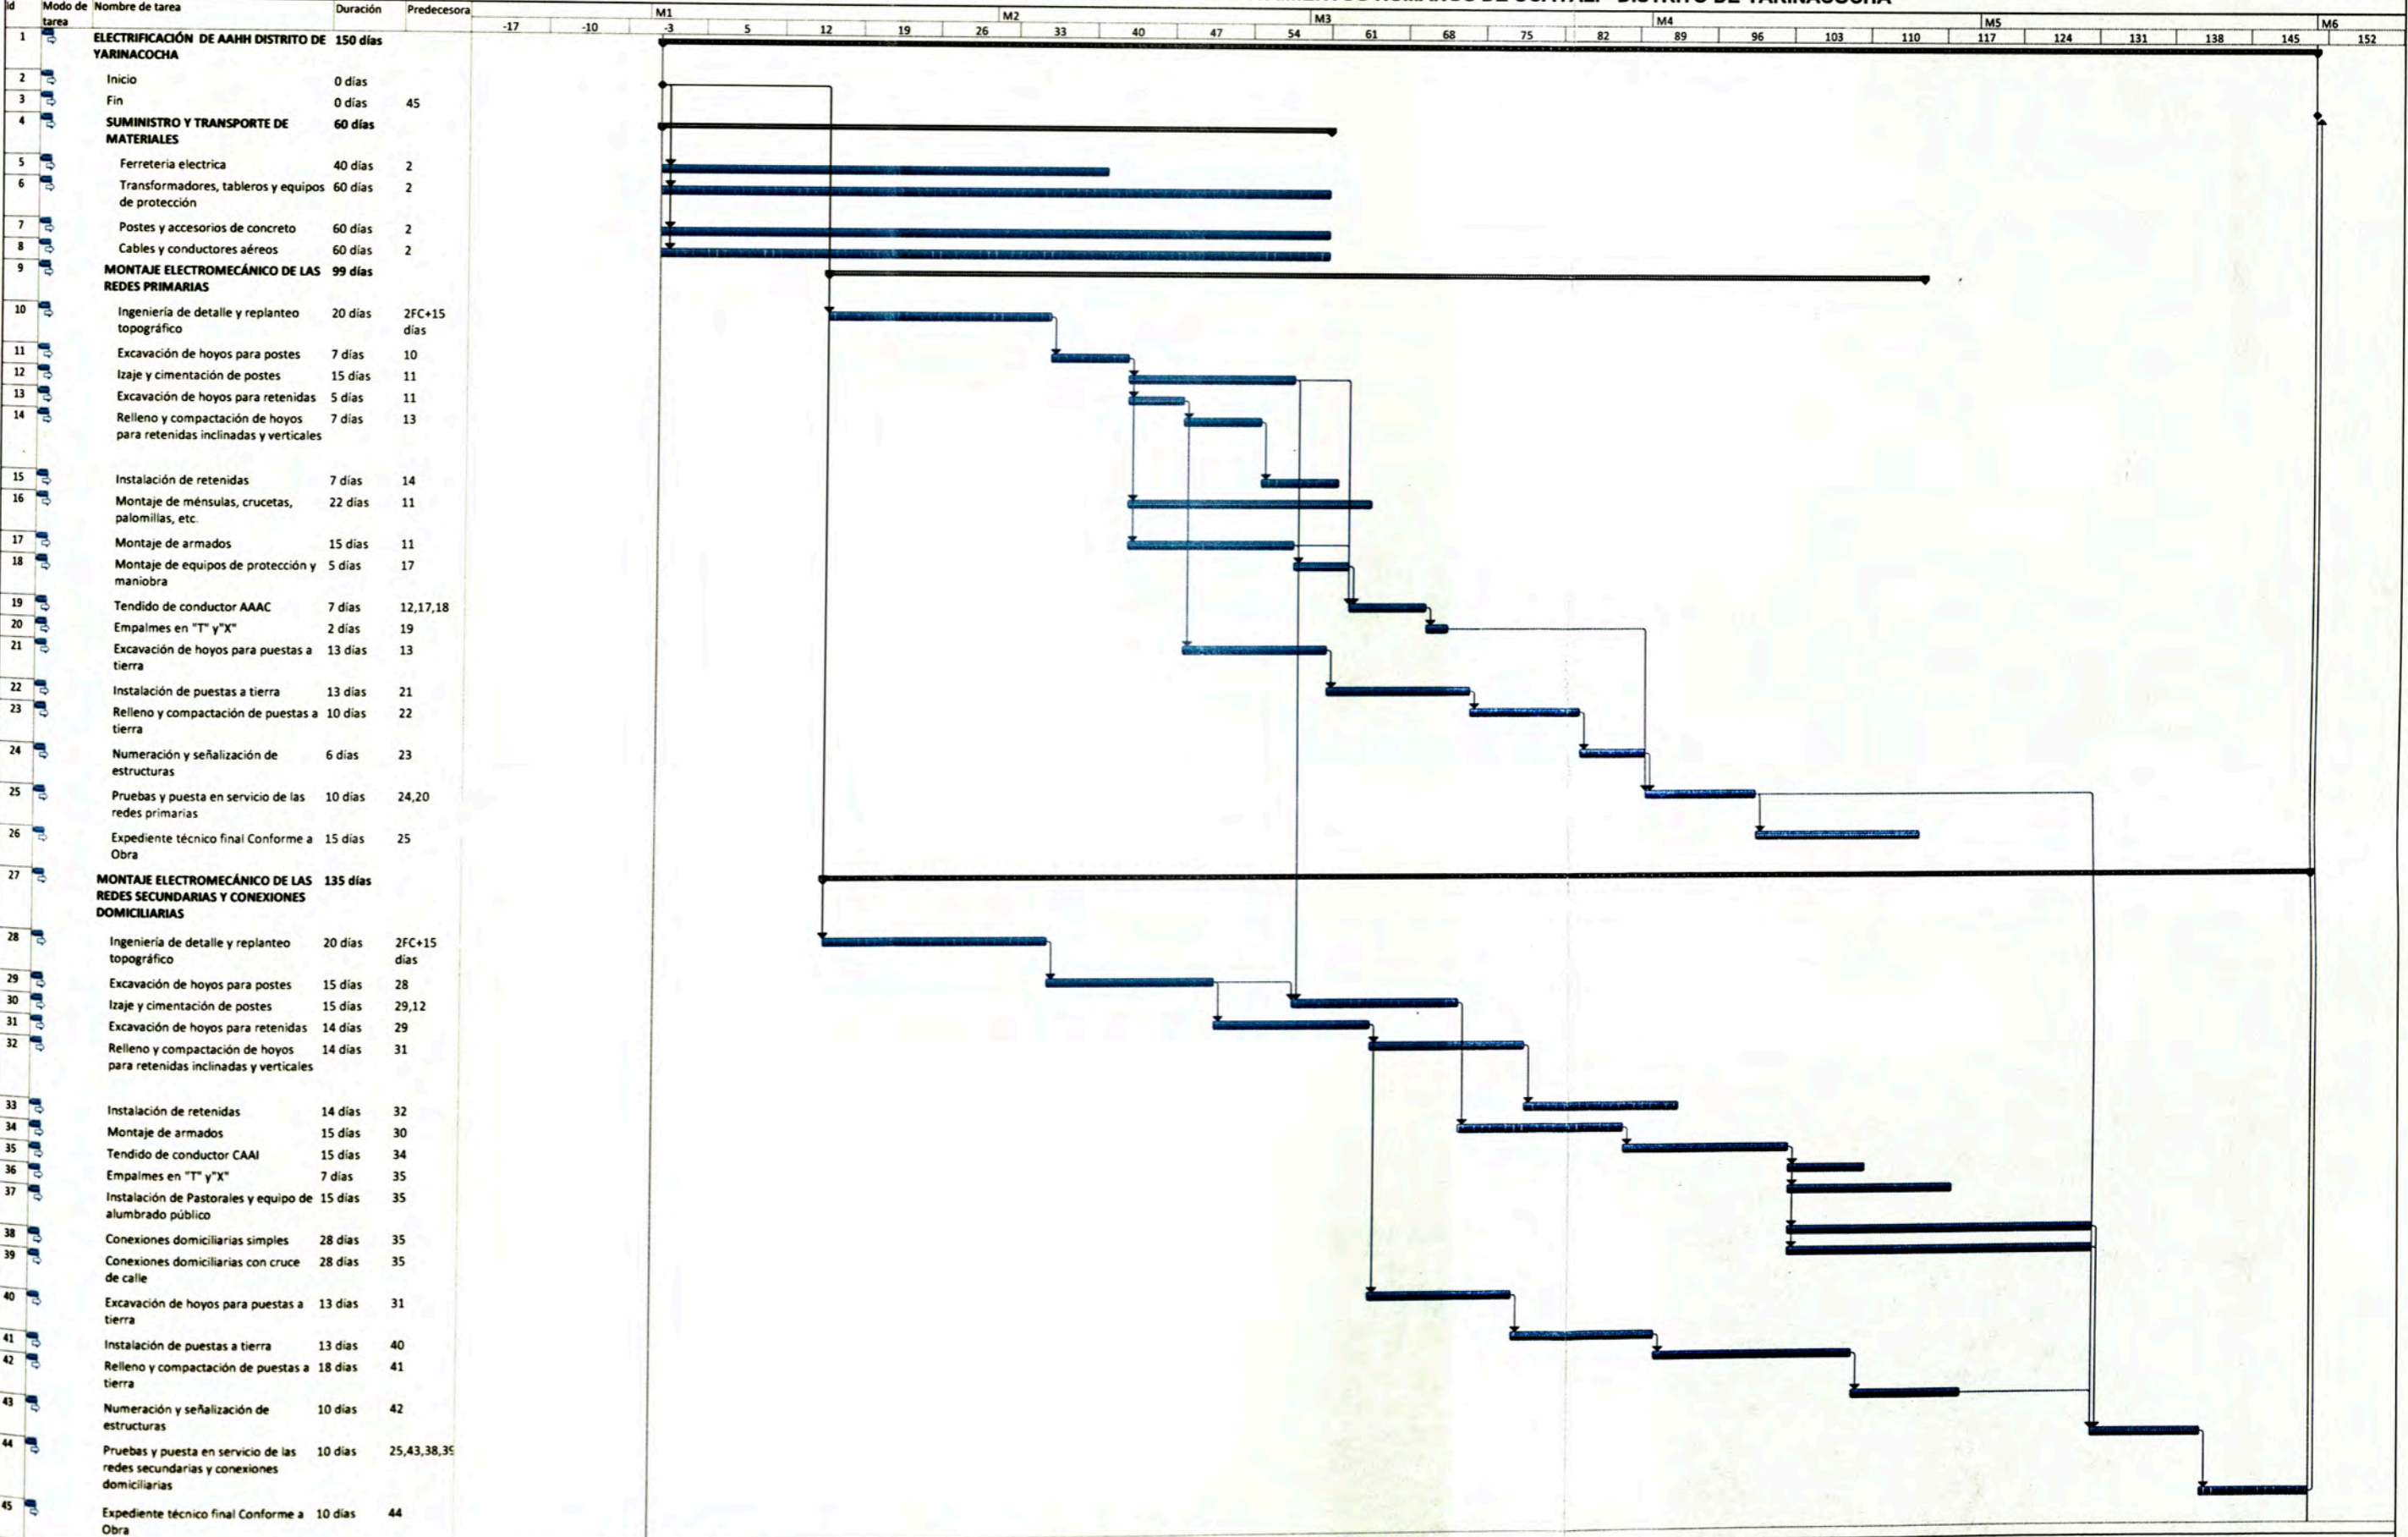 AMIENTOS HUMANOS DE UCAYALI - DISTRITO DE YARINACOCHA
Id Modo de tarea Nombre de tarea Duración Predecesora
M1 M2 M3 M4 M5 M6
-17 -10 -3 5 12 19 26 33 40 47 54 61 68 75 82 89 96 103 110 117 124 131 138 145 152
1 ELECTRIFICACIÓN DE AAHH DISTRITO DE 150 días
YARINACOCHA
2 Inicio 0 días
3 Fin 0 días 45
4 SUMINISTRO Y TRANSPORTE DE 60 días
MATERIALES
5 Ferreteria electrica 40 días 2
6 Transformadores, tableros y equipos 60 días 2
de protección
7 Postes y accesorios de concreto 60 días 2
8 Cables y conductores aéreos 60 días 2
9 MONTAJE ELECTROMECÁNICO DE LAS 99 días
REDES PRIMARIAS
10 Ingeniería de detalle y replanteo 20 días 2FC+15
topográfico días
11 Excavación de hoyos para postes 7 días 10
12 Izaje y cimentación de postes 15 días 11
13 Excavación de hoyos para retenidas 5 días 11
14 Relleno y compactación de hoyos 7 días 13
para retenidas inclinadas y verticales
15 Instalación de retenidas 7 días 14
16 Montaje de ménsulas, crucetas, 22 días 11
palomillas, etc.
17 Montaje de armados 15 días 11
18 Montaje de equipos de protección y 5 días 17
maniobra
19 Tendido de conductor AAAC 7 días 12,17,18
20 Empalmes en "T" y"X" 2 días 19
21 Excavación de hoyos para puestas a 13 días 13
tierra
22 Instalación de puestas a tierra 13 días 21
23 Relleno y compactación de puestas a 10 días 22
tierra
24 Numeración y señalización de 6 días 23
estructuras
25 Pruebas y puesta en servicio de las 10 días 24,20
redes primarias
26 Expediente técnico final Conforme a 15 días 25
Obra
27 MONTAJE ELECTROMECÁNICO DE LAS 135 días
REDES SECUNDARIAS Y CONEXIONES
DOMICILIARIAS
28 Ingeniería de detalle y replanteo 20 días 2FC+15
topográfico días
29 Excavación de hoyos para postes 15 días 28
30 Izaje y cimentación de postes 15 días 29,12
31 Excavación de hoyos para retenidas 14 días 29
32 Relleno y compactación de hoyos 14 días 31
para retenidas inclinadas y verticales
33 Instalación de retenidas 14 días 32
34 Montaje de armados 15 días 30
35 Tendido de conductor CAAI 15 días 34
36 Empalmes en "T" y"X" 7 días 35
37 Instalación de Pastorales y equipo de 15 días 35
alumbrado público
38 Conexiones domiciliarias simples 28 días 35
39 Conexiones domiciliarias con cruce 28 días 35
de calle
40 Excavación de hoyos para puestas a 13 días 31
tierra
41 Instalación de puestas a tierra 13 días 40
42 Relleno y compactación de puestas a 18 días 41
tierra
43 Numeración y señalización de 10 días 42
estructuras
44 Pruebas y puesta en servicio de las 10 días 25,43,38,39
redes secundarias y conexiones
domiciliarias
45 Expediente técnico final Conforme a 10 días 44
Obra